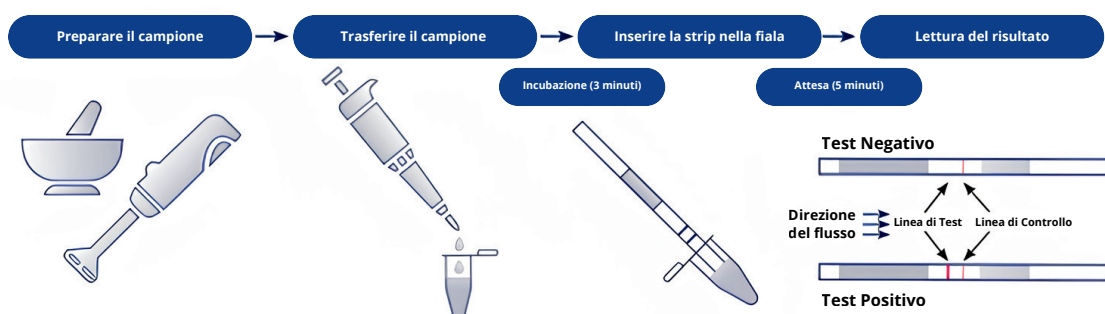 Preparare il campione
Trasferire il campione
Inserire la strip nella fiala
Lettura del risultato
Incubazione (3 minuti)
Attesa (5 minuti)
Test Negativo
Direzione
del flusso
Linea di Test
Linea di Controllo
Test Positivo